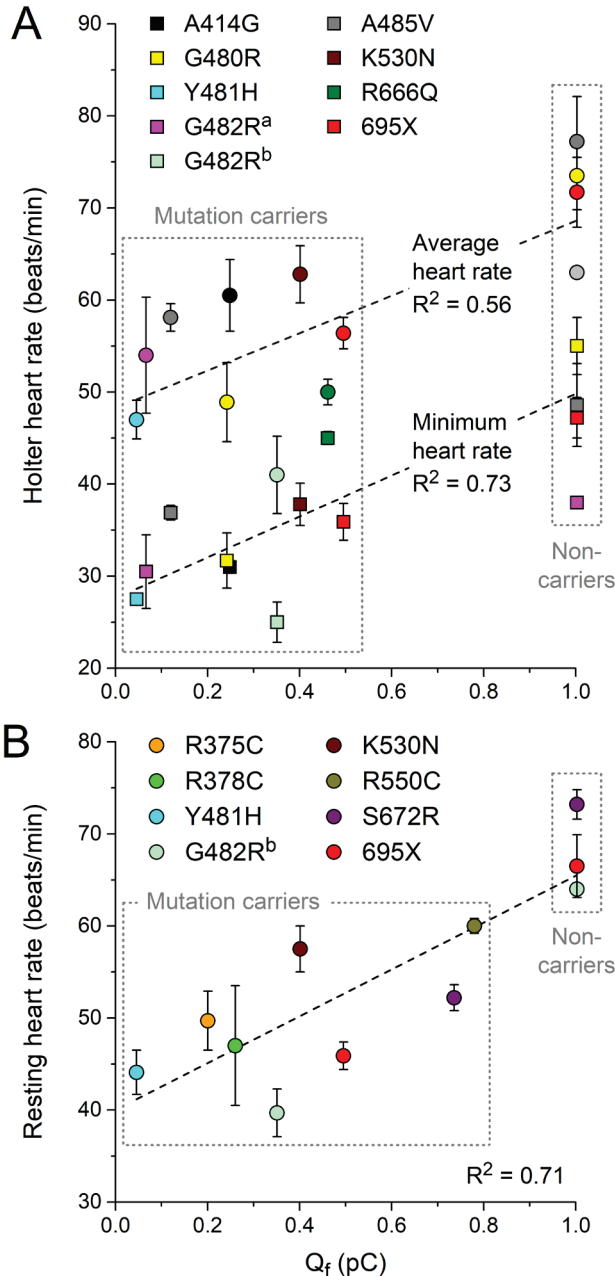 A
A414G
A485V
G480R
K530N
Y481H
R666Q
G482Rᵃ
695X
G482Rᵇ
Mutation carriers
Average
heart rate
R² = 0.56
Minimum
heart rate
R² = 0.73
Non-
carriers
Holter heart rate (beats/min)
90
80
70
60
50
40
30
20
0.0
0.2
0.4
0.6
0.8
1.0
B
R375C
K530N
R378C
R550C
Y481H
S672R
G482Rᵇ
695X
Mutation carriers
Non-
carriers
R² = 0.71
Resting heart rate (beats/min)
80
70
60
50
40
30
0.0
0.2
0.4
0.6
0.8
1.0
Q_f (pC)